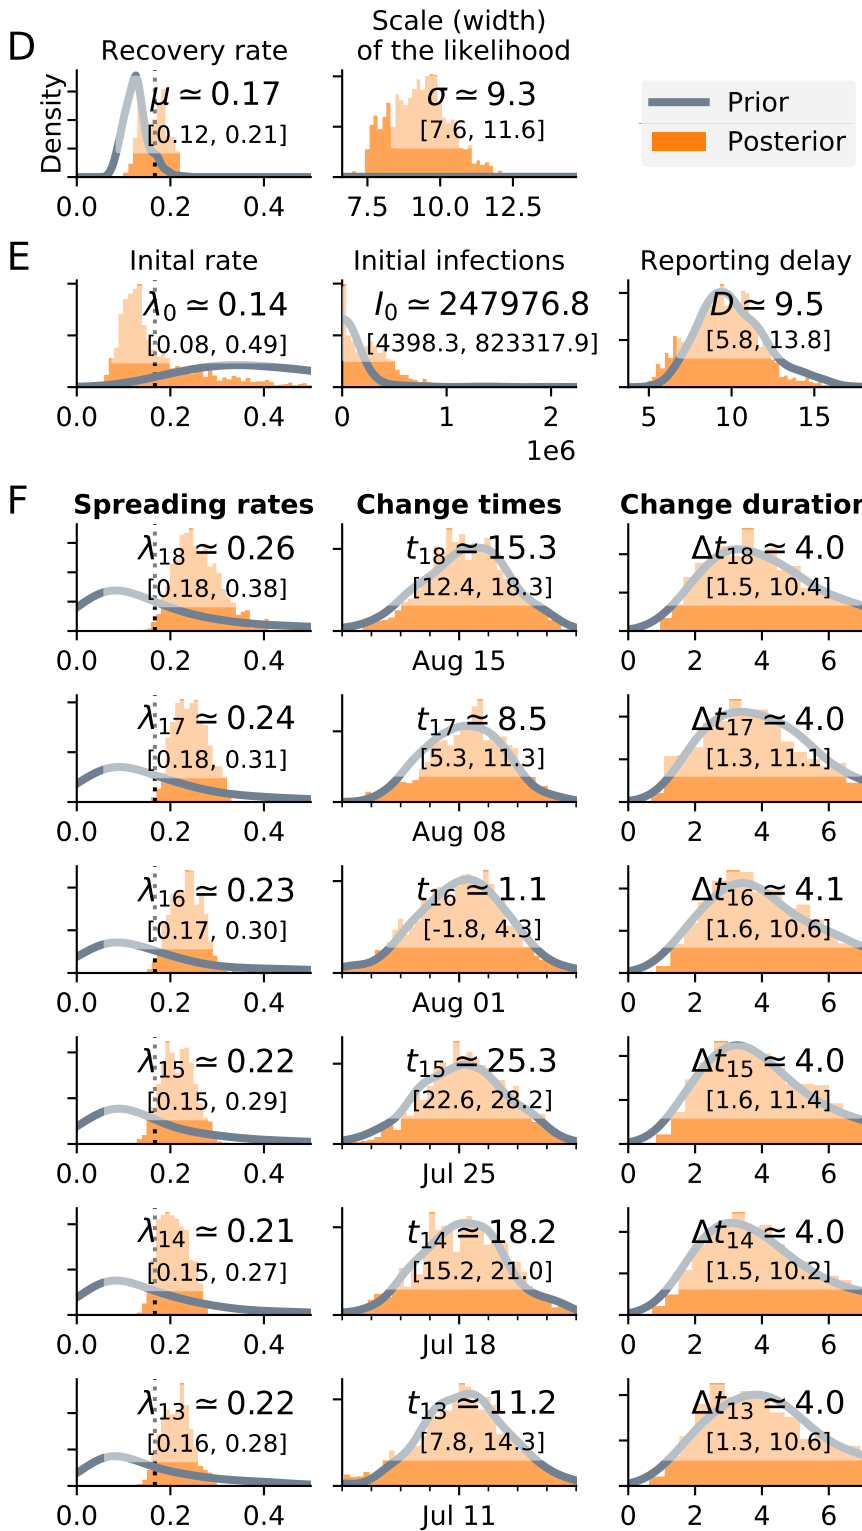 D
Recovery rate
Scale (width)
of the likelihood
Density
μ ≃ 0.17
[0.12, 0.21]
σ ≃ 9.3
[7.6, 11.6]
Prior
Posterior
0.0 0.2 0.4
7.5 10.0 12.5
E
Inital rate
Initial infections
Reporting delay
λ0 ≃ 0.14
[0.08, 0.49]
I0 ≃ 247976.8
[4398.3, 823317.9]
D ≃ 9.5
[5.8, 13.8]
0.0 0.2 0.4
0 1 2
1e6
5 10 15
F
Spreading rates
Change times
Change duration
λ18 ≃ 0.26
[0.18, 0.38]
t18 ≃ 15.3
[12.4, 18.3]
Δt18 ≃ 4.0
[1.5, 10.4]
0.0 0.2 0.4
Aug 15
0 2 4 6
λ17 ≃ 0.24
[0.18, 0.31]
t17 ≃ 8.5
[5.3, 11.3]
Δt17 ≃ 4.0
[1.3, 11.1]
0.0 0.2 0.4
Aug 08
0 2 4 6
λ16 ≃ 0.23
[0.17, 0.30]
t16 ≃ 1.1
[-1.8, 4.3]
Δt16 ≃ 4.1
[1.6, 10.6]
0.0 0.2 0.4
Aug 01
0 2 4 6
λ15 ≃ 0.22
[0.15, 0.29]
t15 ≃ 25.3
[22.6, 28.2]
Δt15 ≃ 4.0
[1.6, 11.4]
0.0 0.2 0.4
Jul 25
0 2 4 6
λ14 ≃ 0.21
[0.15, 0.27]
t14 ≃ 18.2
[15.2, 21.0]
Δt14 ≃ 4.0
[1.5, 10.2]
0.0 0.2 0.4
Jul 18
0 2 4 6
λ13 ≃ 0.22
[0.16, 0.28]
t13 ≃ 11.2
[7.8, 14.3]
Δt13 ≃ 4.0
[1.3, 10.6]
0.0 0.2 0.4
Jul 11
0 2 4 6